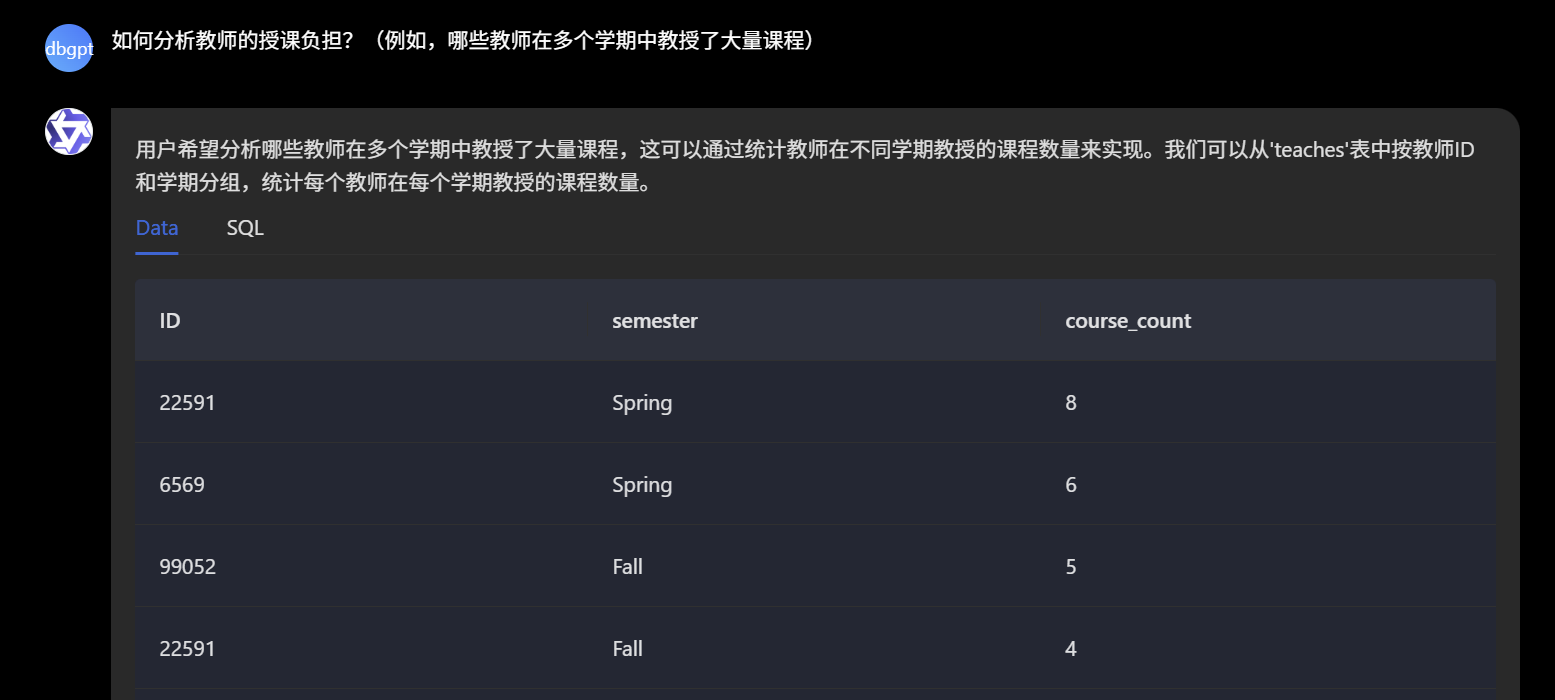 dbgpt
如何分析教师的授课负担？（例如，哪些教师在多个学期中教授了大量课程）
用户希望分析哪些教师在多个学期中教授了大量课程，这可以通过统计教师在不同学期教授的课程数量来实现。我们可以从'teaches'表中按教师ID
和学期分组，统计每个教师在每个学期教授的课程数量。
Data SQL
ID semester course_count
22591 Spring 8
6569 Spring 6
99052 Fall 5
22591 Fall 4